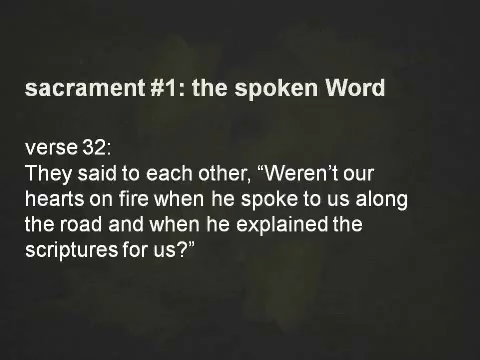 sacrament #1: the spoken Word
verse 32:
They said to each other, “Weren’t our
hearts on fire when he spoke to us along
the road and when he explained the
scriptures for us?”